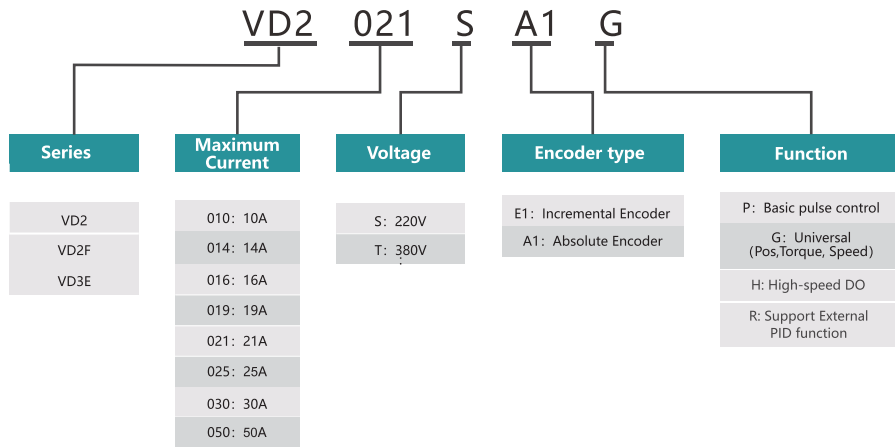 VD2 021 S A1 G
Series
Maximum
Current
Voltage
Encoder type
Function
VD2
VD2F
VD3E
010: 10A
014: 14A
016: 16A
019: 19A
021: 21A
025: 25A
030: 30A
050: 50A
S: 220V
T: 380V
E1: Incremental Encoder
A1: Absolute Encoder
P: Basic pulse control
G: Universal
(Pos,Torque, Speed)
H: High-speed DO
R: Support External
PID function